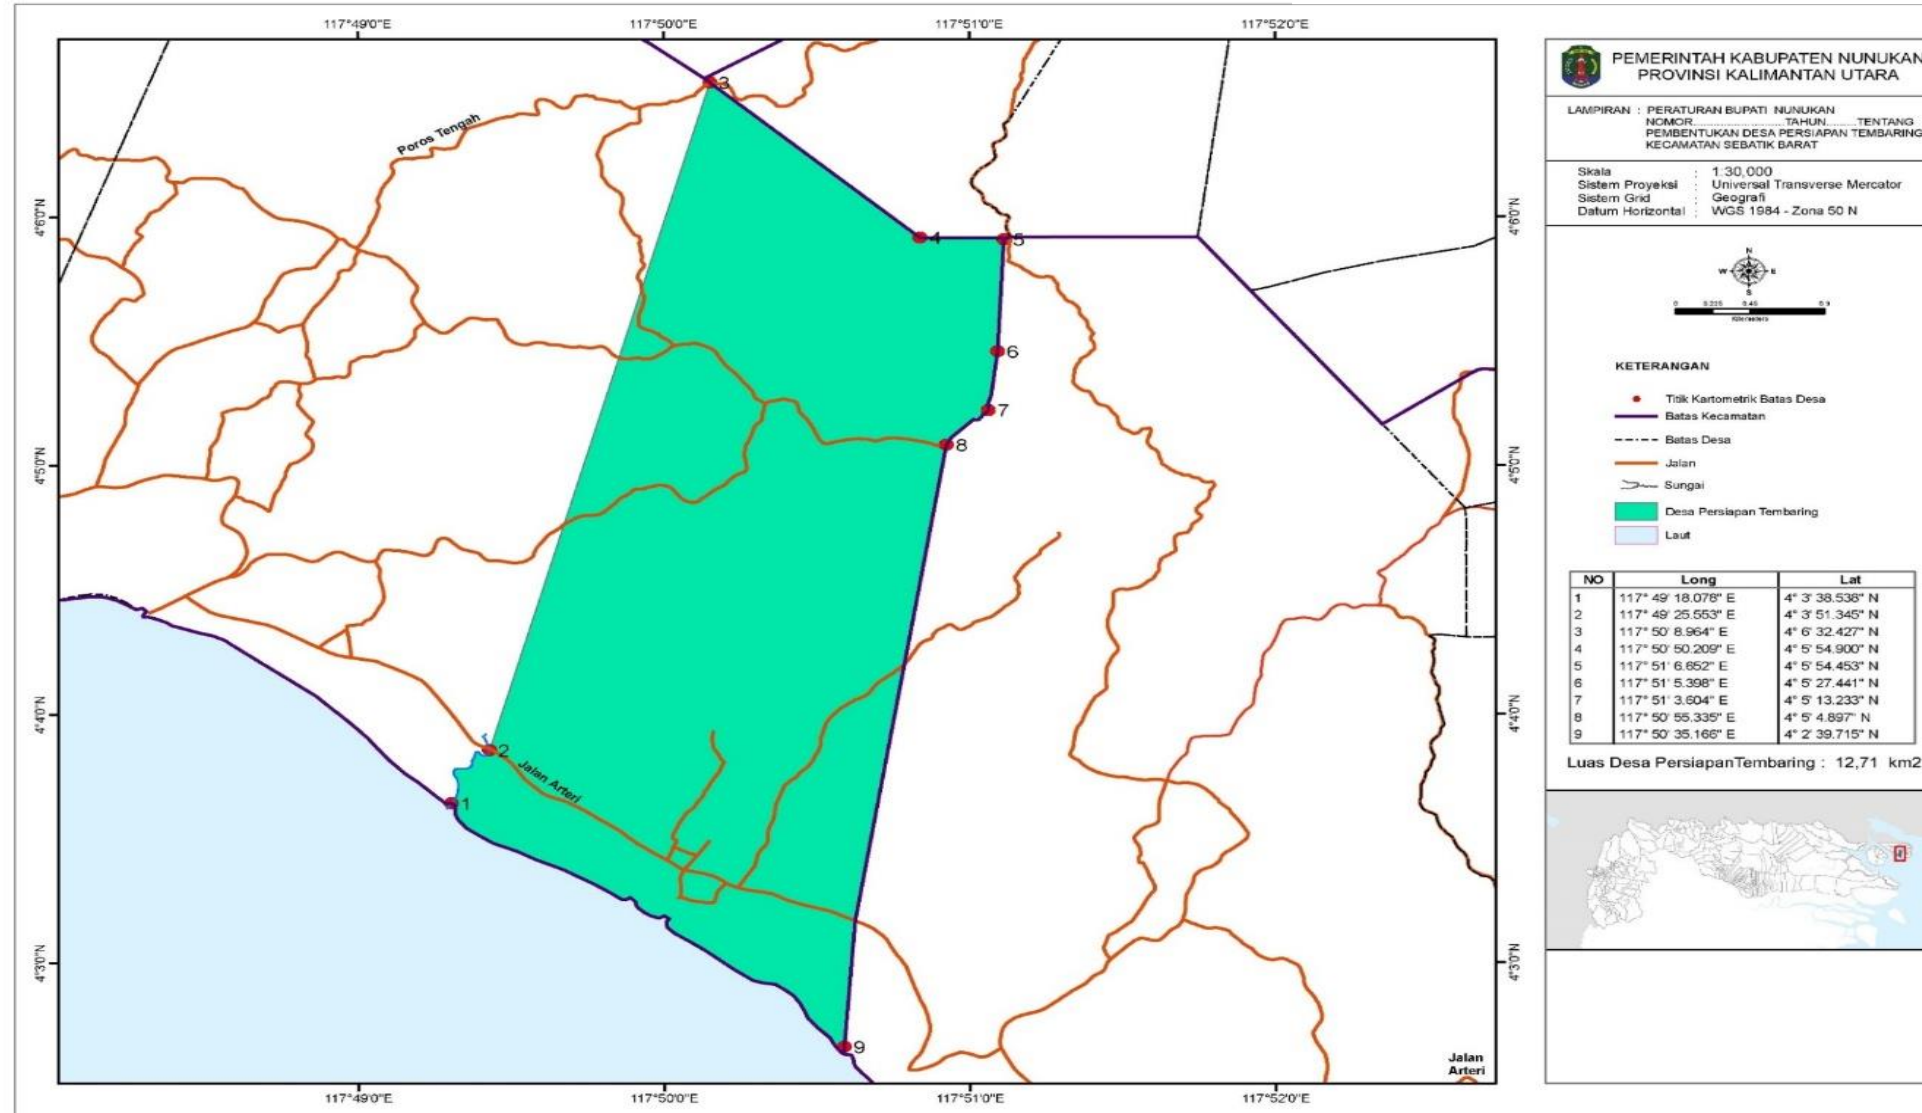 117°49'0"E
117°50'0"E
117°51'0"E
117°52'0"E
4°6'0"N
4°5'0"N
4°4'0"N
4°3'0"N
Poros Tengah
3
4
5
6
7
8
2
Jalan Arteri
1
9
Jalan
Arteri
4°6'0"N
4°5'0"N
4°4'0"N
4°3'0"N
117°49'0"E
117°50'0"E
117°51'0"E
117°52'0"E
PEMERINTAH KABUPATEN NUNUKAN
PROVINSI KALIMANTAN UTARA
LAMPIRAN : PERATURAN BUPATI NUNUKAN
NOMOR....................TAHUN.........TENTANG
PEMBENTUKAN DESA PERSIAPAN TEMBARING
KECAMATAN SEBATIK BARAT
Skala : 1:30,000
Sistem Proyeksi : Universal Transverse Mercator
Sistem Grid : Geografi
Datum Horizontal : WGS 1984 - Zona 50 N
N
W E
S
0 0.225 0.45 0.9
Kilometers
KETERANGAN
Titik Kartometrik Batas Desa
Batas Kecamatan
Batas Desa
Jalan
Sungai
Desa Persiapan Tembaring
Laut
NO Long Lat
1 117° 49' 18.078" E 4° 3' 38.538" N
2 117° 49' 25.553" E 4° 3' 51.345" N
3 117° 50' 8.964" E 4° 6' 32.427" N
4 117° 50' 50.209" E 4° 5' 54.900" N
5 117° 51' 6.652" E 4° 5' 54.453" N
6 117° 51' 5.398" E 4° 5' 27.441" N
7 117° 51' 3.604" E 4° 5' 13.233" N
8 117° 50' 55.335" E 4° 5' 4.897" N
9 117° 50' 35.166" E 4° 2' 39.715" N
Luas Desa PersiapanTembaring : 12,71 km2